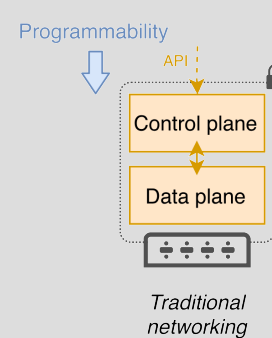 Programmability
API
Control plane
Data plane
Traditional
networking